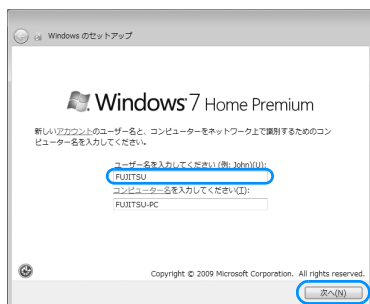 Windows のセットアップ
Windows 7 Home Premium
新しいアカウントのユーザー名と、コンピューターをネットワーク上で識別するためのコン
ピューター名を入力してください。
ユーザー名を入力してください (例: John)(U):
FUJITSU
コンピューター名を入力してください(T):
FUJITSU-PC
Copyright © 2009 Microsoft Corporation. All rights reserved.
次へ(N)